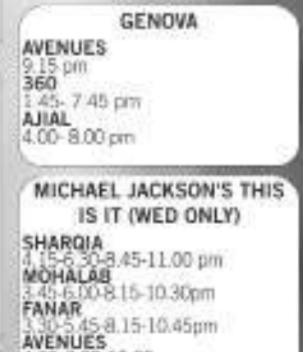 GENOVA
AVENUES
9.15 pm
360
1.45- 7.45 pm
AJIAL
4.00- 8.00 pm
MICHAEL JACKSON'S THIS
IS IT (WED ONLY)
SHARQIA
4.15-6.30-8.45-11.00 pm
MOHALAB
3.45-6.00-8.15-10.30pm
FANAR
3.30-5.45-8.15-10.45pm
AVENUES